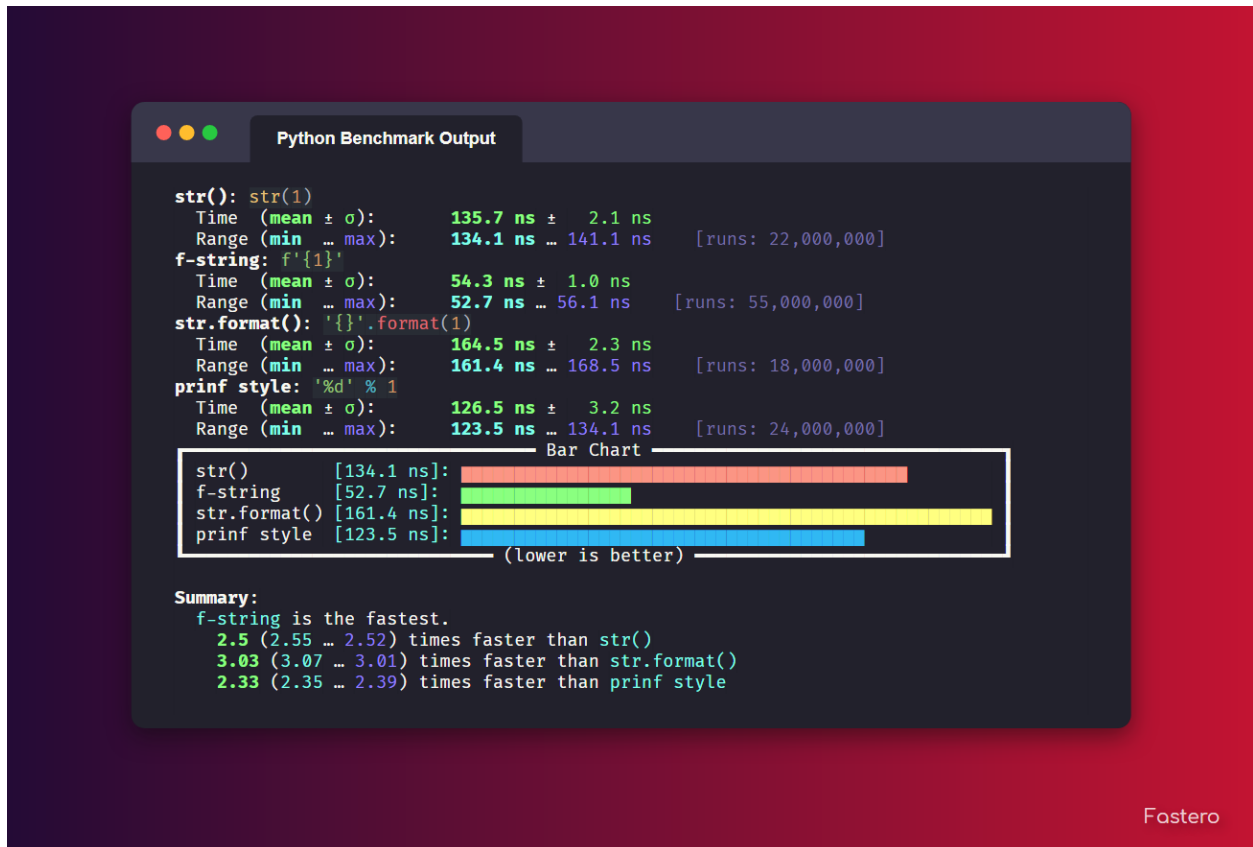 Python Benchmark Output
str(): str(1)
Time (mean ± σ): 135.7 ns ± 2.1 ns
Range (min … max): 134.1 ns … 141.1 ns [runs: 22,000,000]
f-string: f'{1}'
Time (mean ± σ): 54.3 ns ± 1.0 ns
Range (min … max): 52.7 ns … 56.1 ns [runs: 55,000,000]
str.format(): '{}'.format(1)
Time (mean ± σ): 164.5 ns ± 2.3 ns
Range (min … max): 161.4 ns … 168.5 ns [runs: 18,000,000]
prinf style: '%d' % 1
Time (mean ± σ): 126.5 ns ± 3.2 ns
Range (min … max): 123.5 ns … 134.1 ns [runs: 24,000,000]
Bar Chart
str() [134.1 ns]:
f-string [52.7 ns]:
str.format() [161.4 ns]:
prinf style [123.5 ns]:
(lower is better)
Summary:
f-string is the fastest.
2.5 (2.55 … 2.52) times faster than str()
3.03 (3.07 … 3.01) times faster than str.format()
2.33 (2.35 … 2.39) times faster than prinf style
Fastero